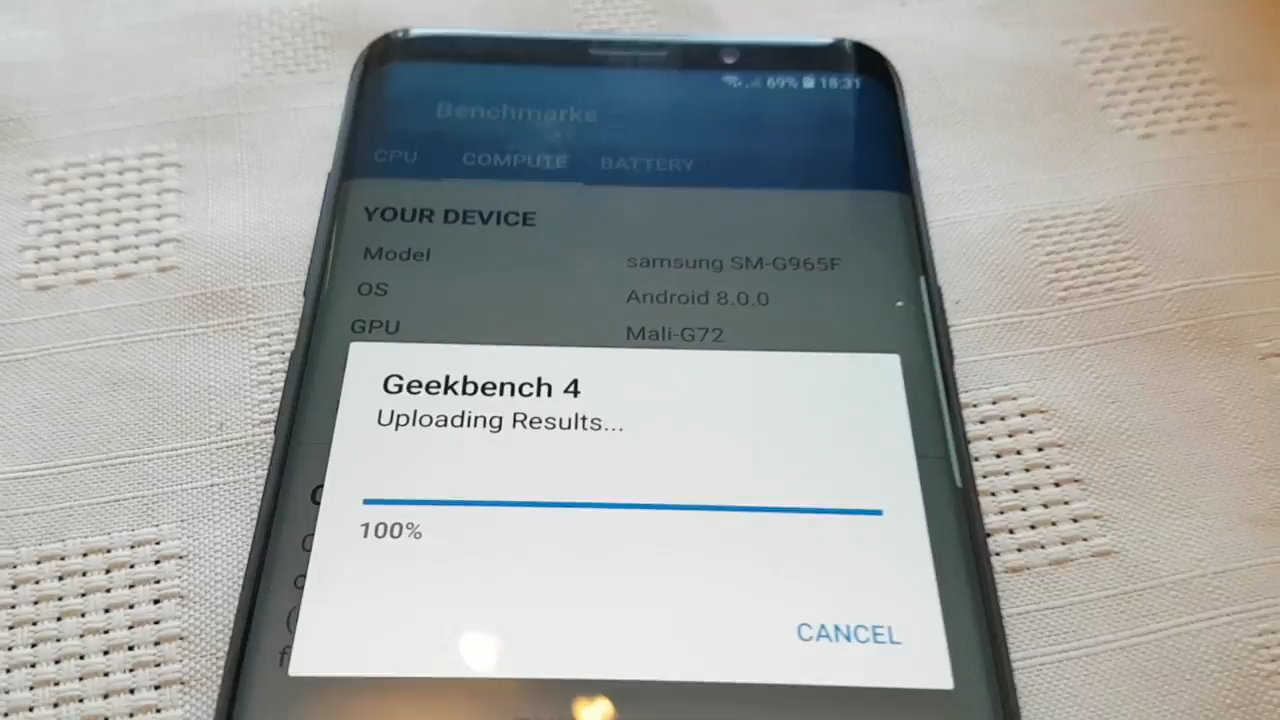 69% 18:31
Benchmarks
CPU COMPUTE BATTERY
YOUR DEVICE
Model samsung SM-G965F
OS Android 8.0.0
GPU Mali-G72
Geekbench 4
Uploading Results...
100%
CANCEL